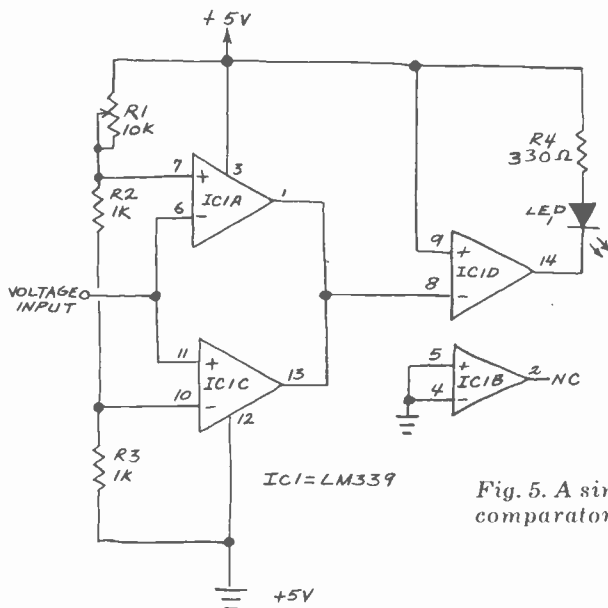 +5V
R1
10K
R2
1K
7
+
3
6
-
IC1A
1
R4
330Ω
LED
1
9
+
8
-
IC1D
14
VOLTAGE
INPUT
11
+
10
-
IC1C
13
12
5
+
4
-
IC1B
2
NC
R3
1K
IC1=LM339
+5V
Fig. 5. A sin
comparator